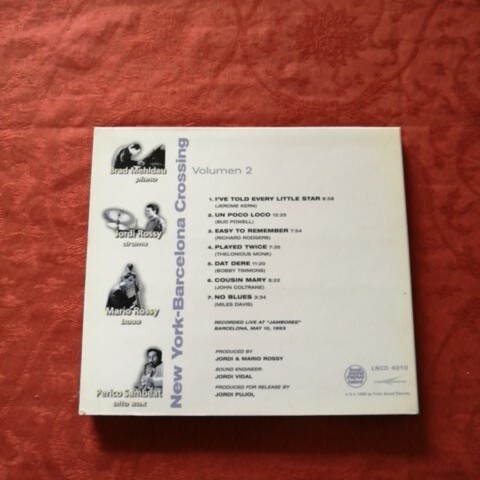 Brad Mehldau
piano
Jordi Rossy
drums
Mario Rossy
bass
Perico Sambeat
alto sax
New York-Barcelona Crossing
Volumen 2
1. I'VE TOLD EVERY LITTLE STAR 8:58
(JEROME KERN)
2. UN POCO LOCO 12:25
(BUD POWELL)
3. EASY TO REMEMBER 7:54
(RICHARD RODGERS)
4. PLAYED TWICE 7:35
(THELONIOUS MONK)
5. DAT DERE 11:20
(BOBBY TIMMONS)
6. COUSIN MARY 8:22
(JOHN COLTRANE)
7. NO BLUES 3:34
(MILES DAVIS)
RECORDED LIVE AT "JAMBOREE"
BARCELONA, MAY 10, 1993
PRODUCED BY
JORDI & MARIO ROSSY
SOUND ENGINEER:
JORDI VIDAL
PRODUCED FOR RELEASE BY
JORDI PUJOL
LNCD 4010